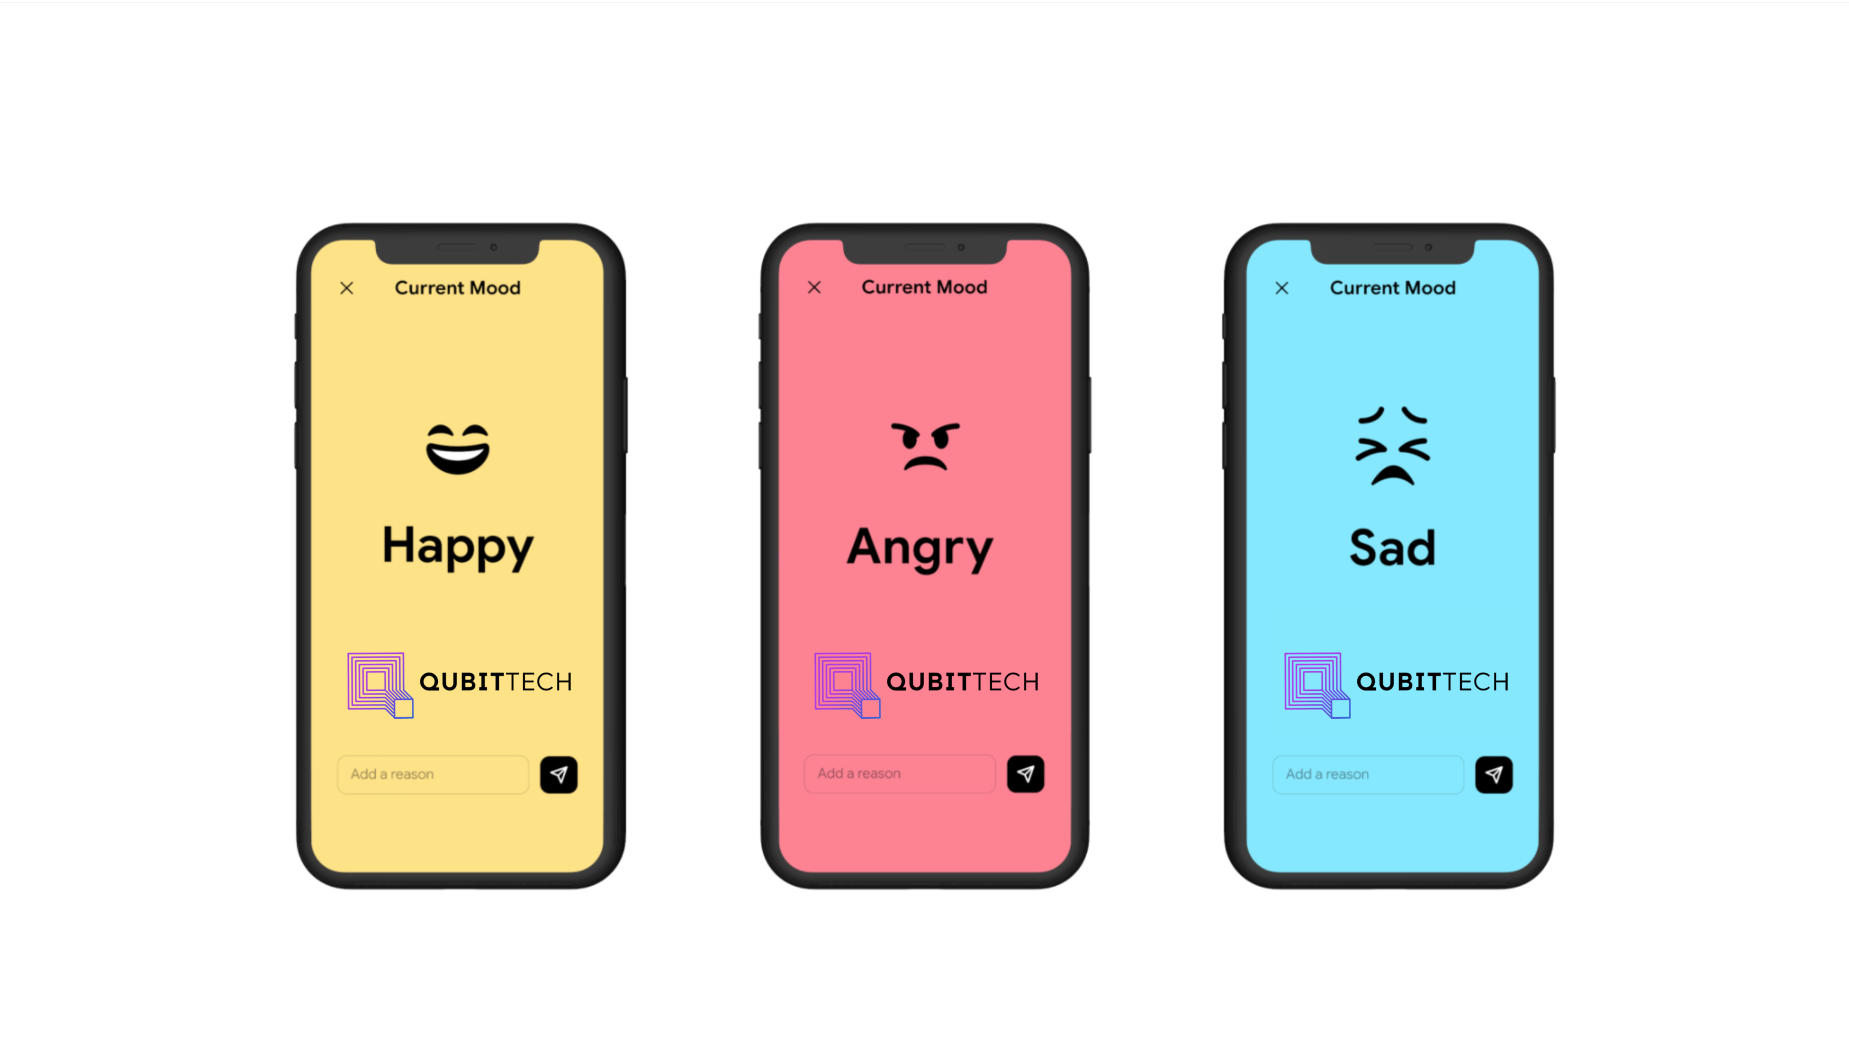 Current Mood
Happy
QUBITTECH
Add a reason
Current Mood
Angry
QUBITTECH
Add a reason
Current Mood
Sad
QUBITTECH
Add a reason